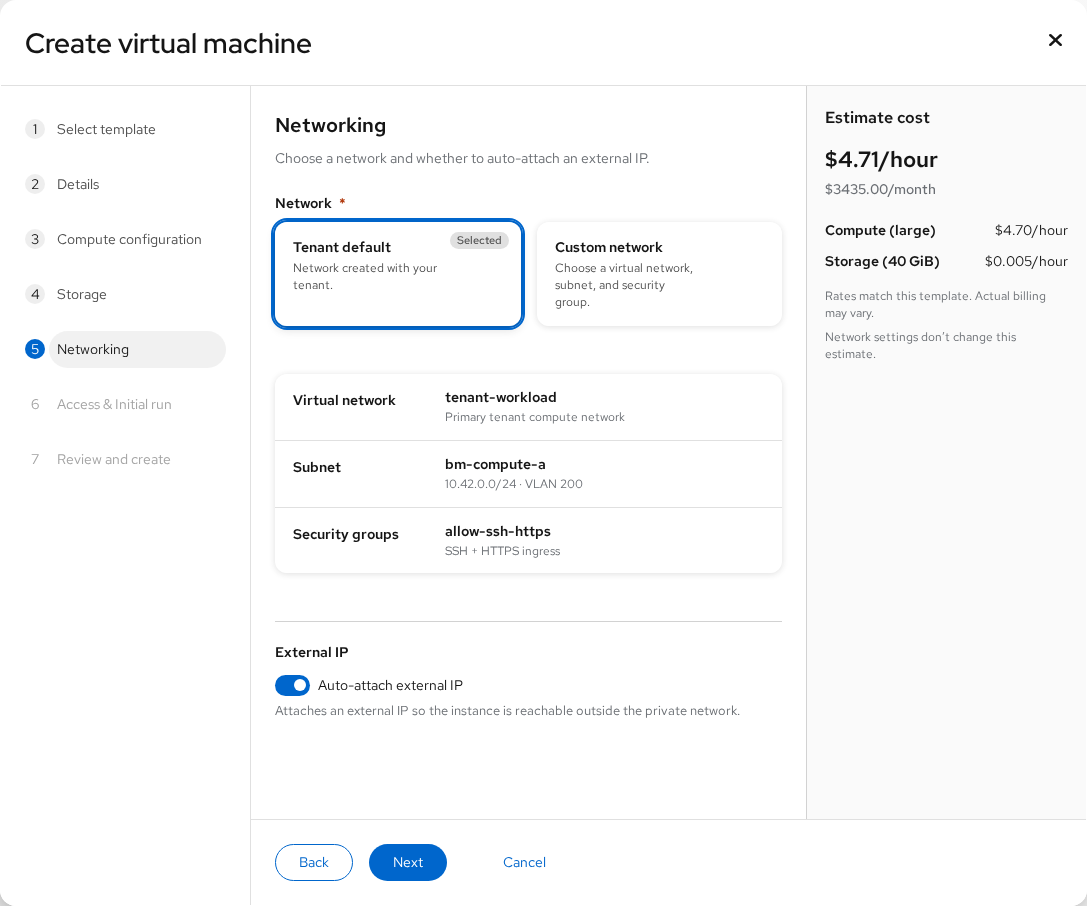 Create virtual machine
1 Select template
2 Details
3 Compute configuration
4 Storage
5 Networking
6 Access & Initial run
7 Review and create
Networking
Choose a network and whether to auto-attach an external IP.
Network *
Tenant default
Selected
Network created with your
tenant.
Custom network
Choose a virtual network,
subnet, and security
group.
Virtual network
tenant-workload
Primary tenant compute network
Subnet
bm-compute-a
10.42.0.0/24 · VLAN 200
Security groups
allow-ssh-https
SSH + HTTPS ingress
External IP
Auto-attach external IP
Attaches an external IP so the instance is reachable outside the private network.
Estimate cost
$4.71/hour
$3435.00/month
Compute (large) $4.70/hour
Storage (40 GiB) $0.005/hour
Rates match this template. Actual billing
may vary.
Network settings don’t change this
estimate.
Back Next Cancel